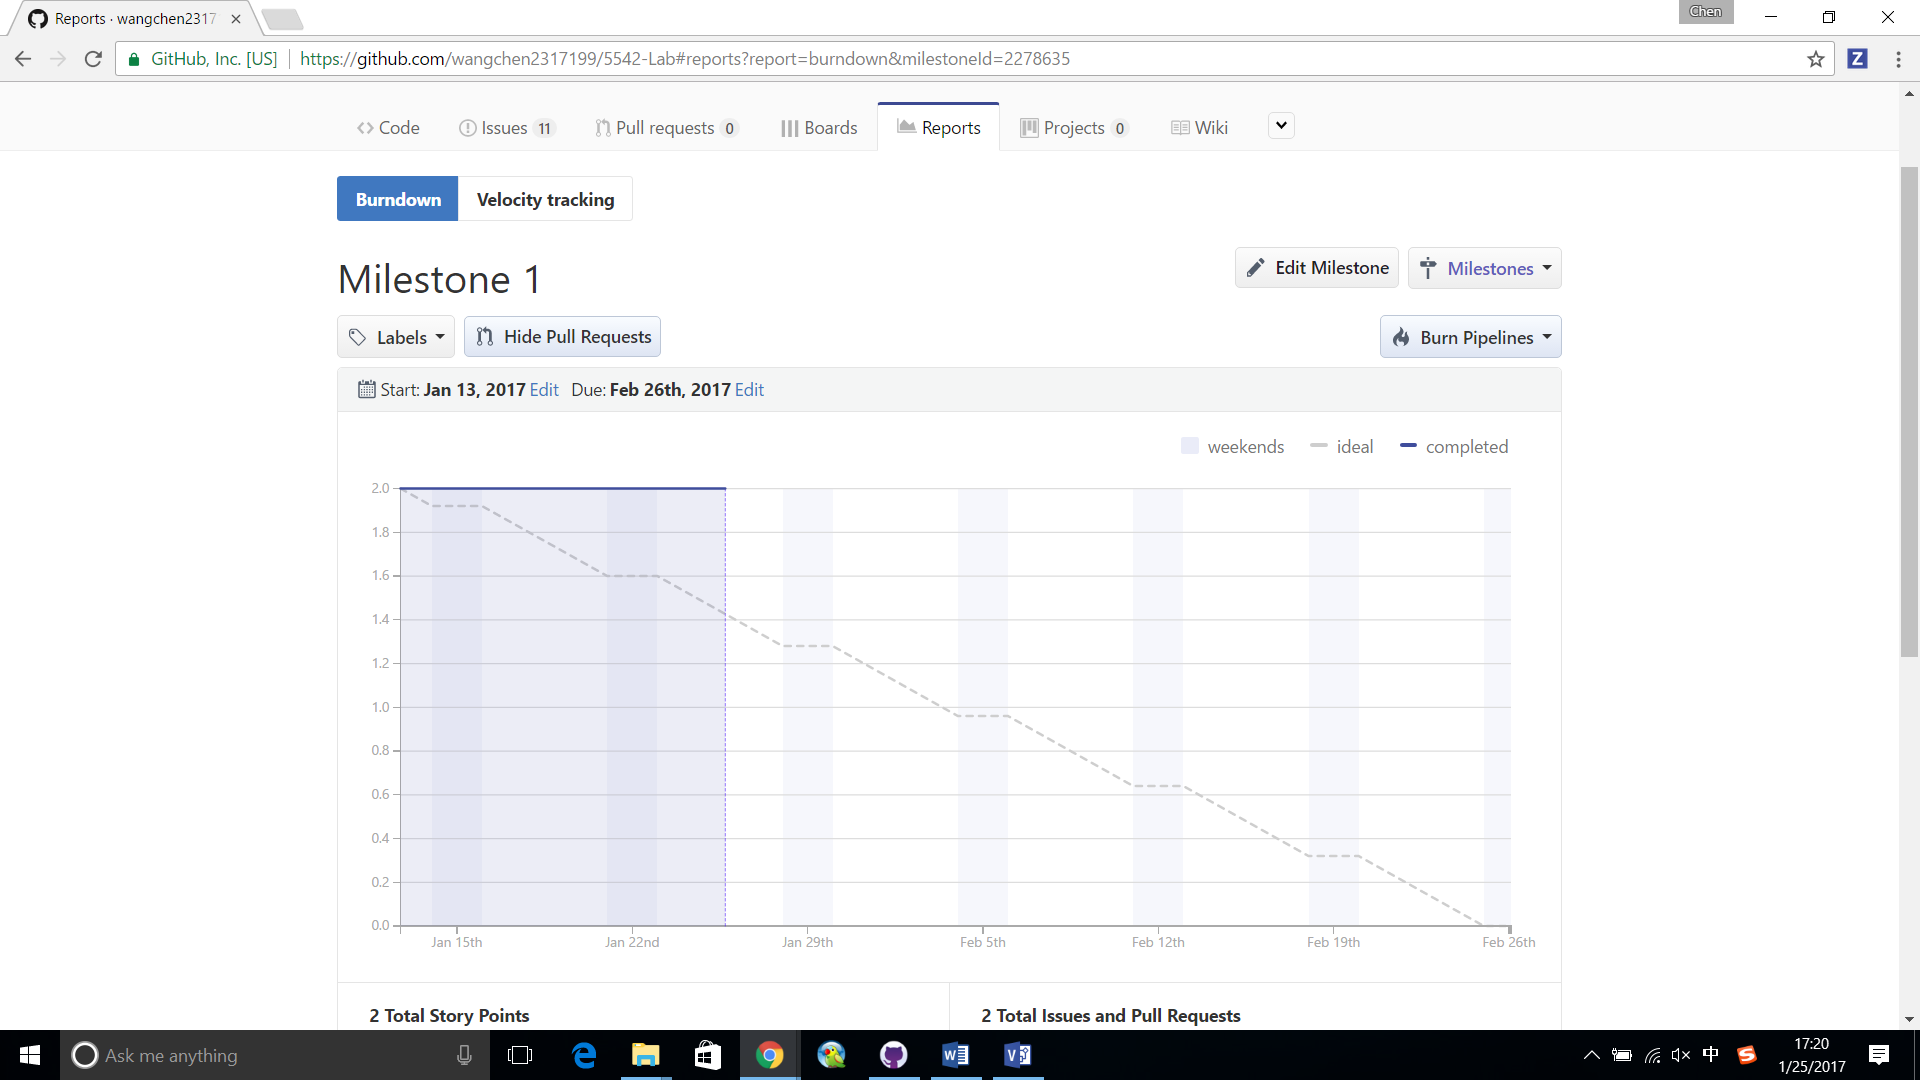 Reports · wangchen2317
Chen
GitHub, Inc. [US] https://github.com/wangchen2317199/5542-Lab#reports?report=burndown&milestoneId=2278635
Z
Code Issues 11 Pull requests 0 Boards Reports Projects 0 Wiki
Burndown Velocity tracking
Milestone 1
Edit Milestone Milestones
Labels Hide Pull Requests Burn Pipelines
Start: Jan 13, 2017 Edit Due: Feb 26th, 2017 Edit
weekends ideal completed
2.0
1.8
1.6
1.4
1.2
1.0
0.8
0.6
0.4
0.2
0.0
Jan 15th Jan 22nd Jan 29th Feb 5th Feb 12th Feb 19th Feb 26th
2 Total Story Points 2 Total Issues and Pull Requests
Ask me anything
中
17:20
1/25/2017